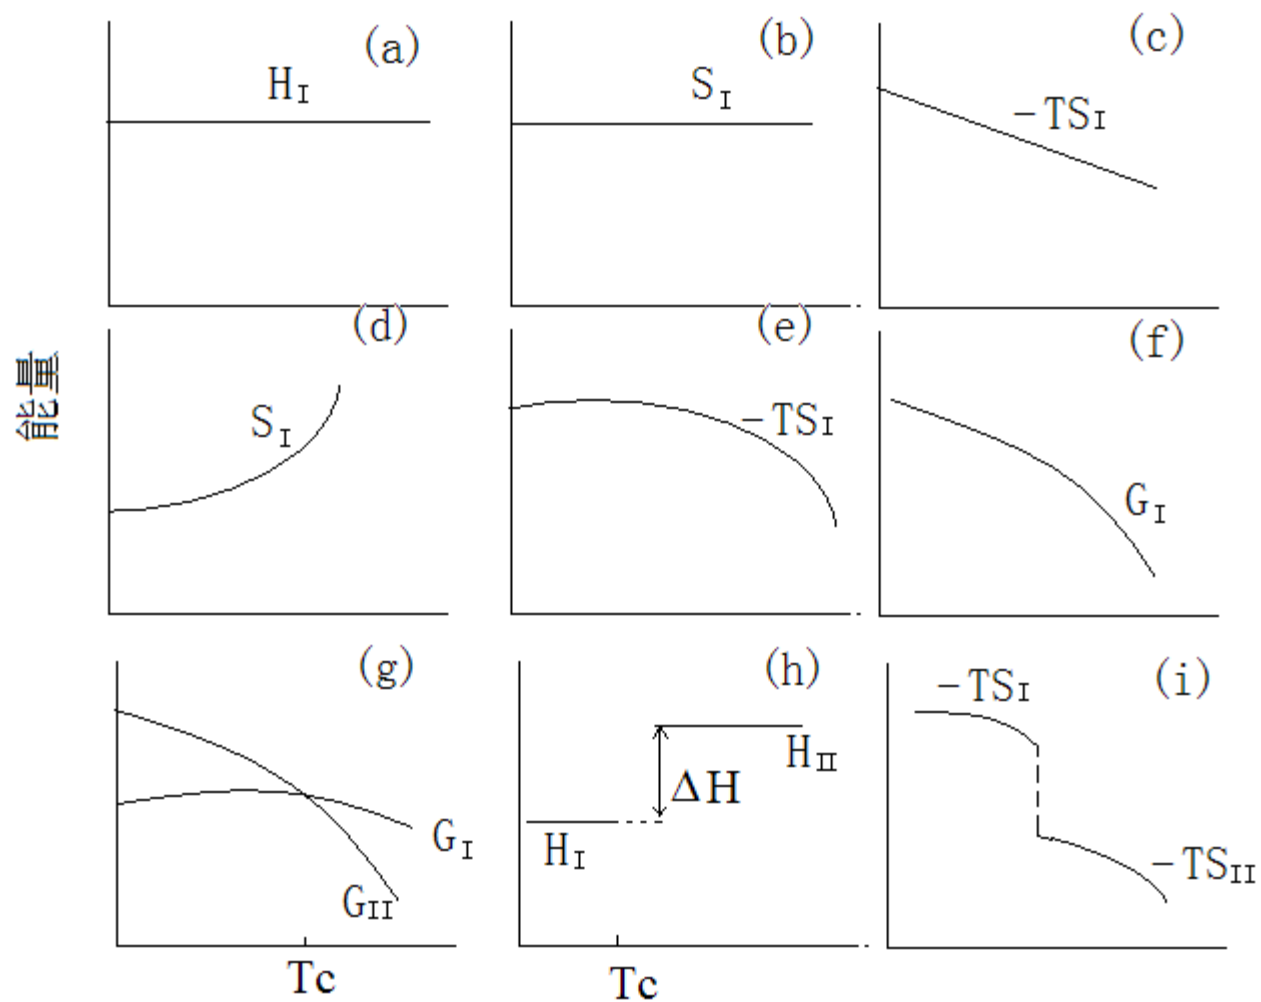 (a)
H_I
(b)
S_I
(c)
-TS_I
能量
(d)
S_I
(e)
-TS_I
(f)
G_I
(g)
G_I
G_II
Tc
(h)
H_II
ΔH
H_I
Tc
(i)
-TS_I
-TS_II